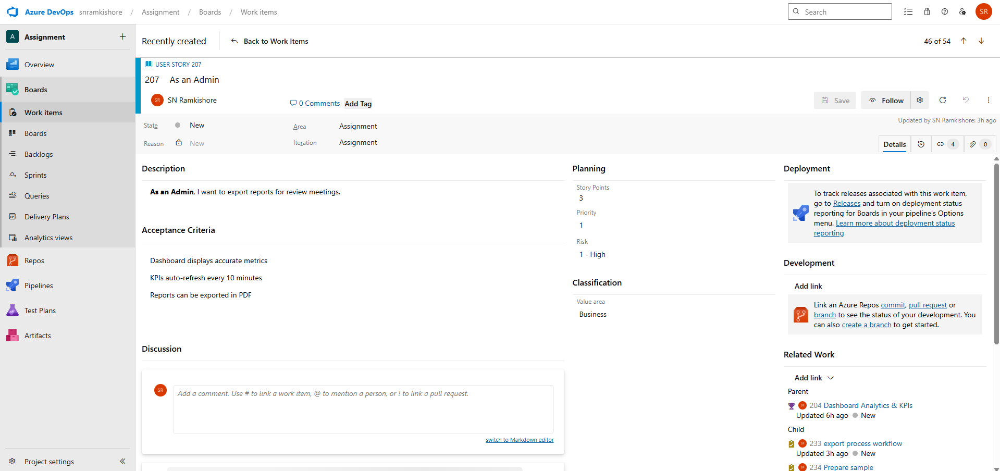 Azure DevOps snramkishore / Assignment / Boards / Work items
Search
SR
A Assignment
Overview
Boards
Work items
Boards
Backlogs
Sprints
Queries
Delivery Plans
Analytics views
Repos
Pipelines
Test Plans
Artifacts
Project settings
Recently created
Back to Work Items
46 of 54
USER STORY 207
207 As an Admin
SR SN Ramkishore
0 Comments
Add Tag
Save
Follow
State New
Reason New
Area Assignment
Iteration Assignment
Updated by SN Ramkishore: 3h ago
Details
4
0
Description
As an Admin, I want to export reports for review meetings.
Acceptance Criteria
Dashboard displays accurate metrics
KPIs auto-refresh every 10 minutes
Reports can be exported in PDF
Discussion
SR
Add a comment. Use # to link a work item, @ to mention a person, or ! to link a pull request.
switch to Markdown editor
Planning
Story Points
3
Priority
1
Risk
1 - High
Classification
Value area
Business
Deployment
To track releases associated with this work item,
go to Releases and turn on deployment status
reporting for Boards in your pipeline's Options
menu. Learn more about deployment status
reporting
Development
Add link
Link an Azure Repos commit, pull request or
branch to see the status of your development. You
can also create a branch to get started.
Related Work
Add link
Parent
SR 204 Dashboard Analytics & KPIs
Updated 6h ago New
Child
SR 233 export process workflow
Updated 3h ago New
SR 234 Prepare sample